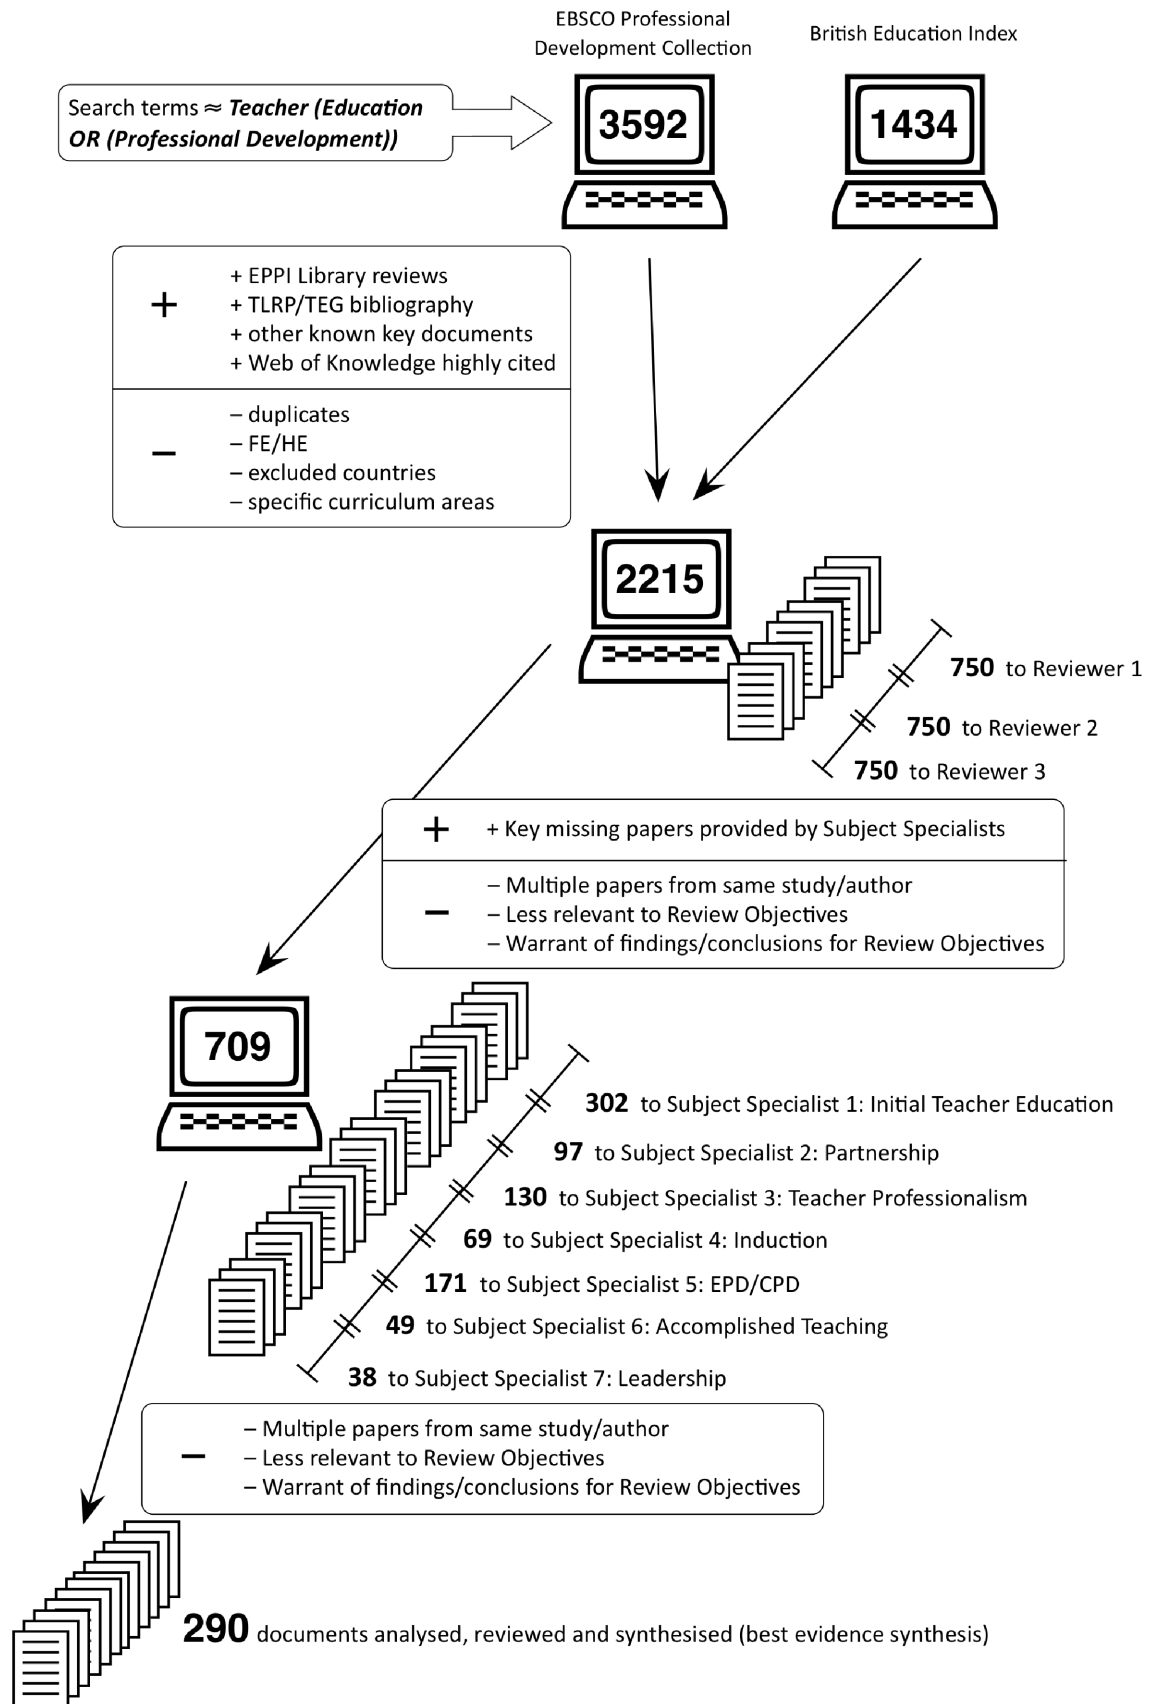 EBSCO Professional
Development Collection
British Education Index
Search terms ≈ Teacher (Education
OR (Professional Development))
3592
1434
+
+ EPPI Library reviews
+ TLRP/TEG bibliography
+ other known key documents
+ Web of Knowledge highly cited
–
– duplicates
– FE/HE
– excluded countries
– specific curriculum areas
2215
750 to Reviewer 1
750 to Reviewer 2
750 to Reviewer 3
+
+ Key missing papers provided by Subject Specialists
–
– Multiple papers from same study/author
– Less relevant to Review Objectives
– Warrant of findings/conclusions for Review Objectives
709
302 to Subject Specialist 1: Initial Teacher Education
97 to Subject Specialist 2: Partnership
130 to Subject Specialist 3: Teacher Professionalism
69 to Subject Specialist 4: Induction
171 to Subject Specialist 5: EPD/CPD
49 to Subject Specialist 6: Accomplished Teaching
38 to Subject Specialist 7: Leadership
–
– Multiple papers from same study/author
– Less relevant to Review Objectives
– Warrant of findings/conclusions for Review Objectives
290 documents analysed, reviewed and synthesised (best evidence synthesis)